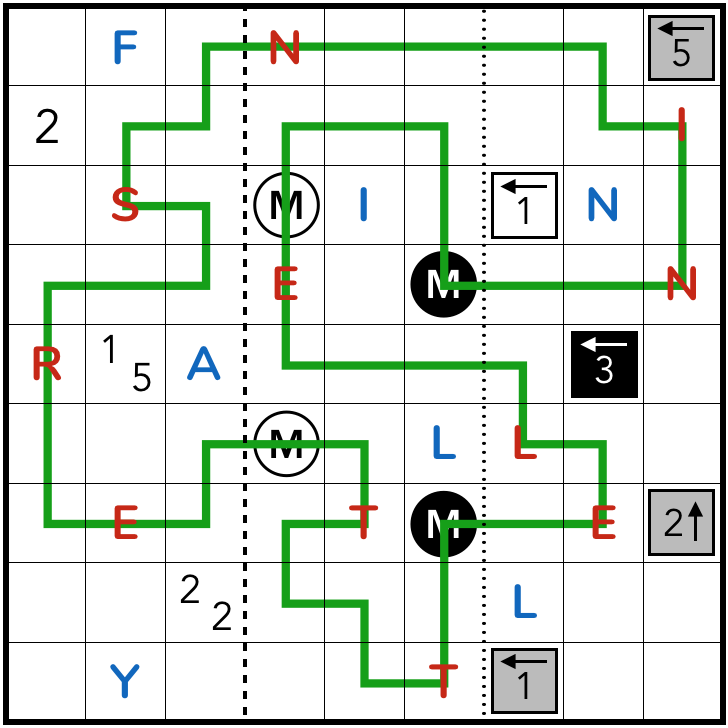 F N 5
2 I
S M I 1 N
E M N
R 1 5 A 3
M L L
E T M E 2
2 2 L
Y T 1